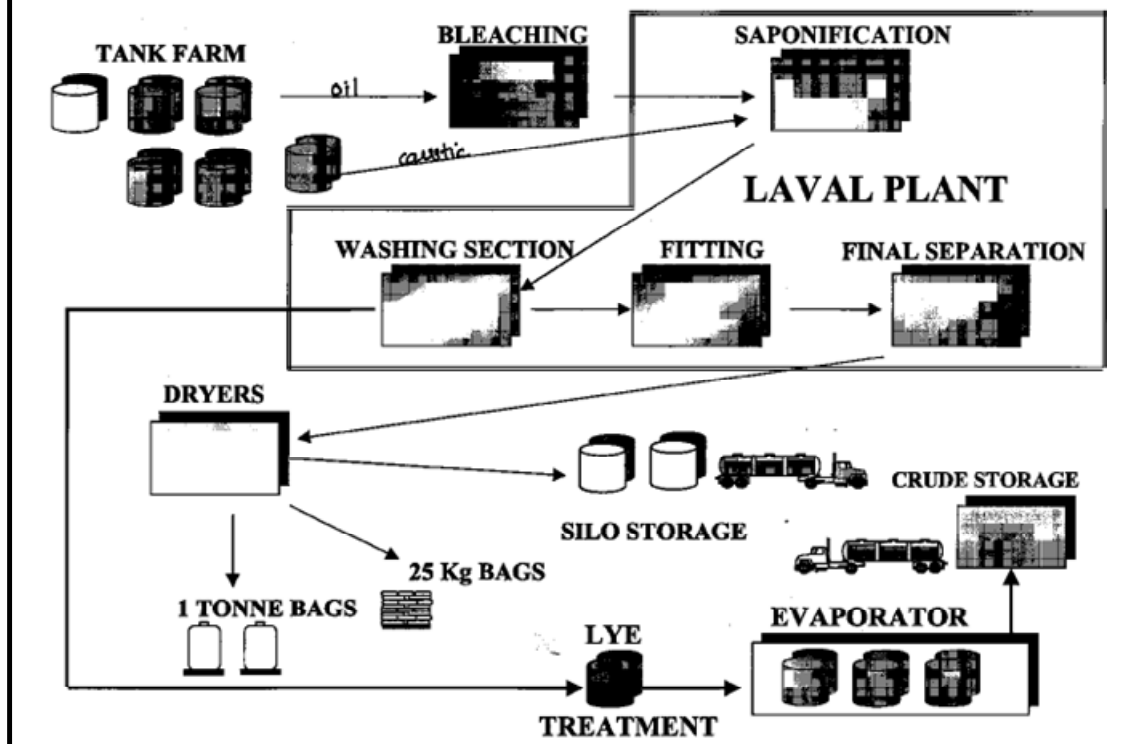 BLEACHING
SAPONIFICATION
TANK FARM
oil
caustic
LAVAL PLANT
WASHING SECTION
FITTING
FINAL SEPARATION
DRYERS
CRUDE STORAGE
SILO STORAGE
25 Kg BAGS
1 TONNE BAGS
EVAPORATOR
LYE
TREATMENT